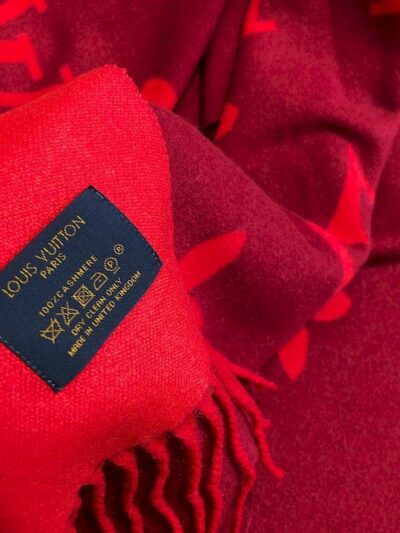 LOUIS VUITTON
PARIS
100%CASHMERE
P
DRY CLEAN ONLY
MADE IN UNITED KINGDOM